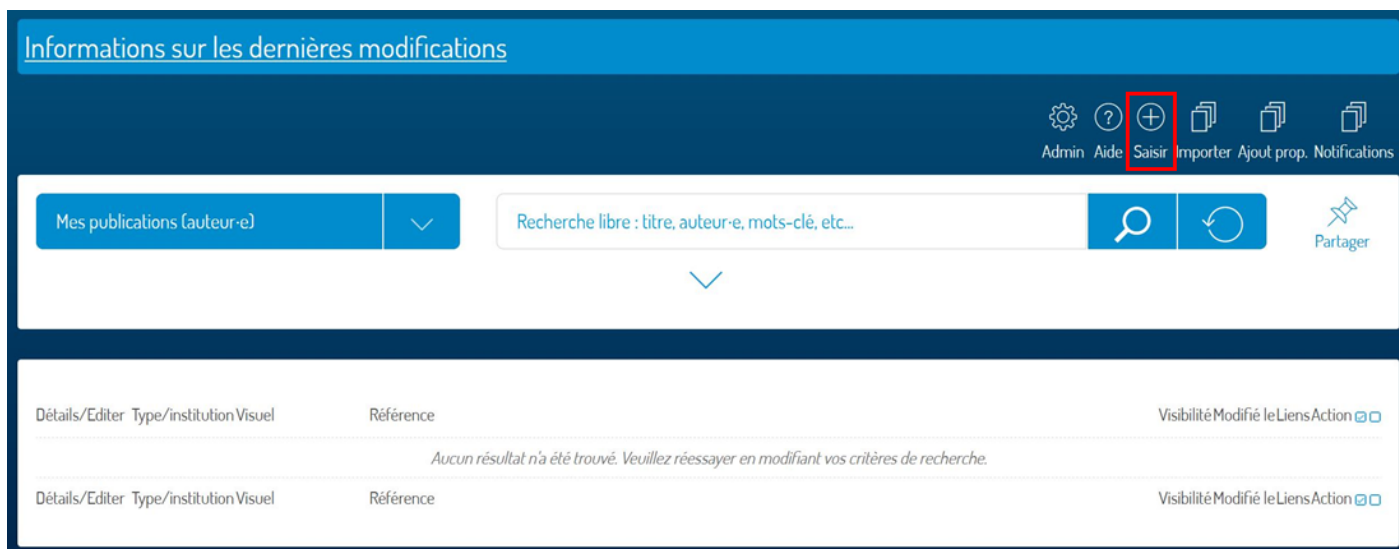 Informations sur les dernières modifications
Admin Aide Saisir Importer Ajout prop. Notifications
Mes publications (auteur·e) Recherche libre : titre, auteur·e, mots-clé, etc... Partager
Détails/Editer Type/institution Visuel Référence Visibilité Modifié le Liens Action
Aucun résultat n'a été trouvé. Veuillez réessayer en modifiant vos critères de recherche.
Détails/Editer Type/institution Visuel Référence Visibilité Modifié le Liens Action